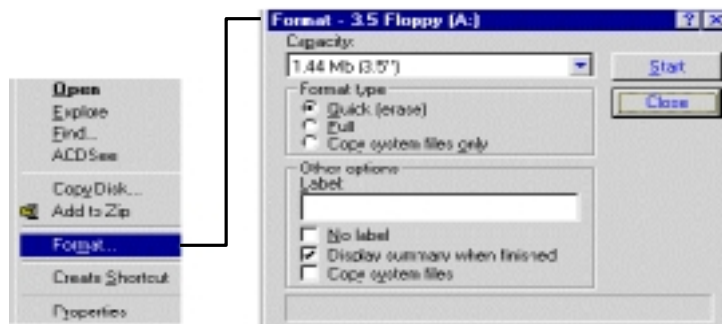 Open
Explore
Find...
ACDSee
Copy Disk...
Add to Zip
Format...
Create Shortcut
Properties
Format - 3.5 Floppy (A:)
Capacity:
1.44 Mb (3.5")
Start
Close
Format type
Quick (erase)
Full
Copy system files only
Other options
Label:
No label
Display summary when finished
Copy system files